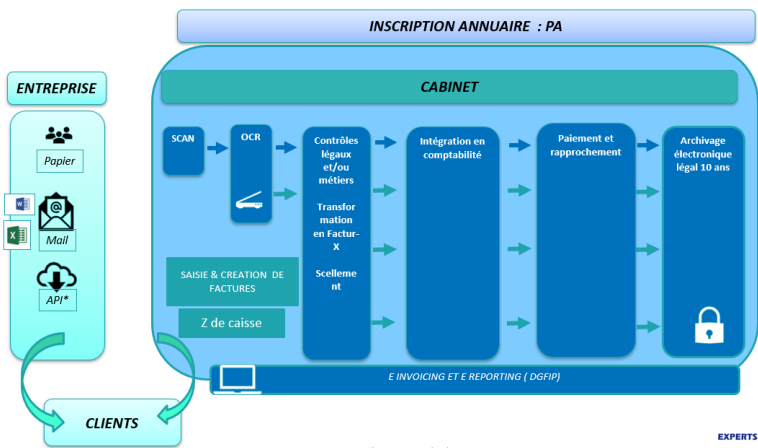 INSCRIPTION ANNUAIRE : PA
ENTREPRISE
Papier
W
@
X
Mail
API*
CABINET
SCAN
OCR
Contrôles
légaux
et/ou
métiers
Transfor
mation
en Factur-
X
Scelleme
nt
Intégration en
comptabilité
Paiement et
rapprochement
Archivage
électronique
légal 10 ans
SAISIE & CREATION DE
FACTURES
Z de caisse
E INVOICING ET E REPORTING ( DGFIP)
CLIENTS
EXPERTS